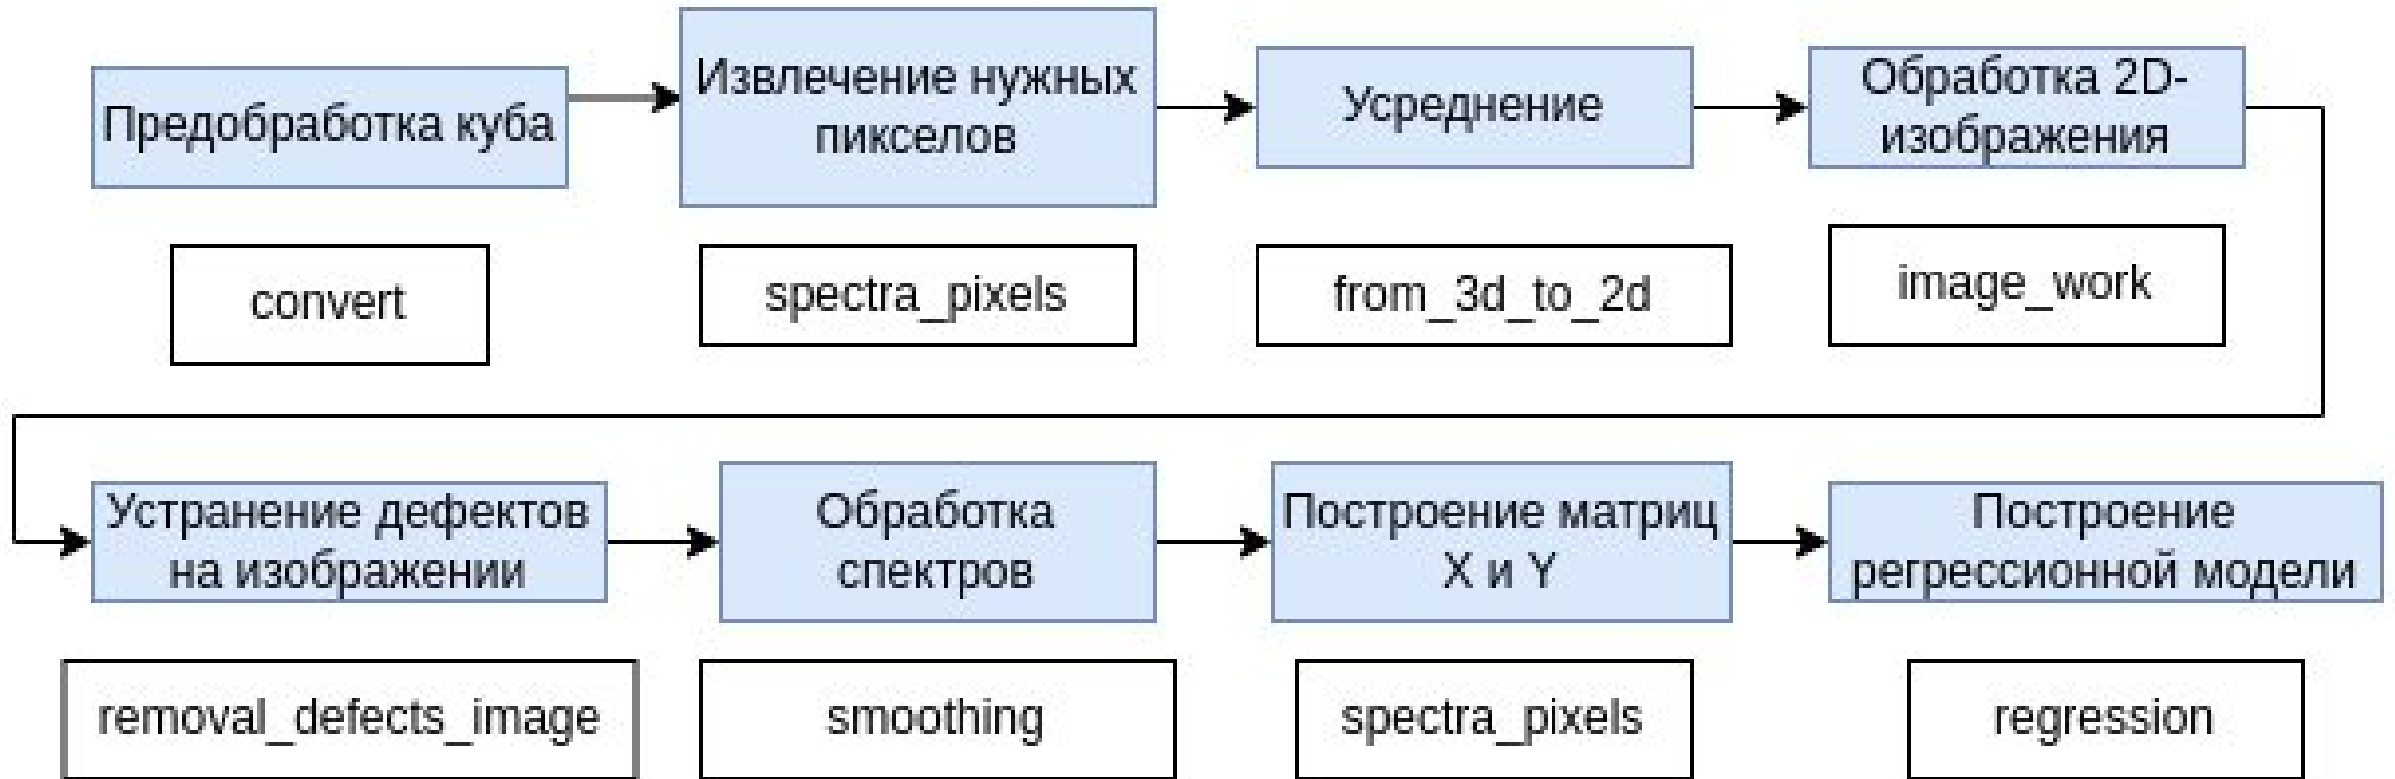 Предобработка куба
Извлечение нужных
пикселов
Усреднение
Обработка 2D-
изображения
convert
spectra_pixels
from_3d_to_2d
image_work
Устранение дефектов
на изображении
Обработка
спектров
Построение матриц
X и Y
Построение
регрессионной модели
removal_defects_image
smoothing
spectra_pixels
regression